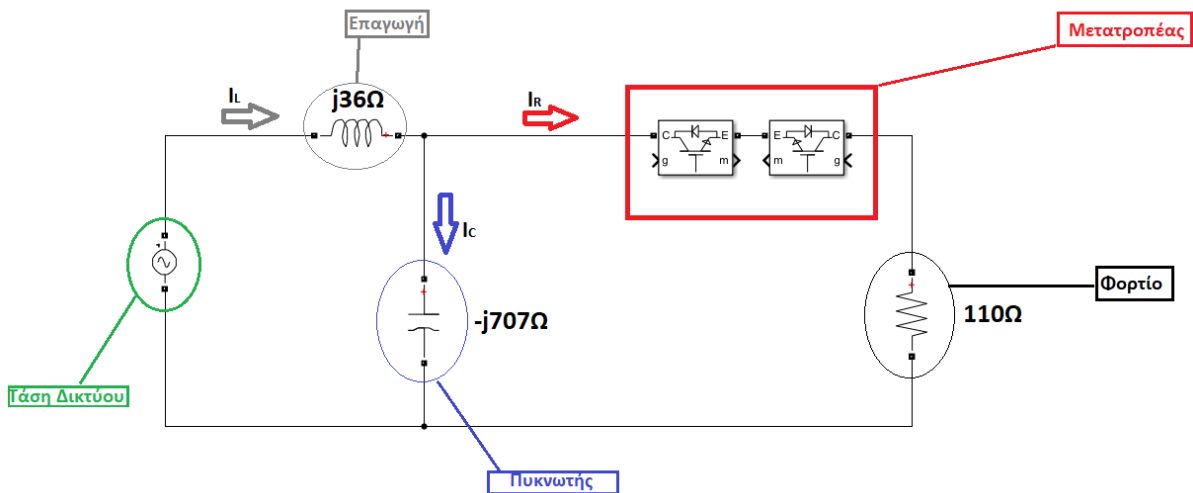 Επαγωγή
Μετατροπέας
IL
j36Ω
IR
C E E C
g m m g
IC
-j707Ω
Φορτίο
110Ω
Τάση Δικτύου
Πυκνωτής